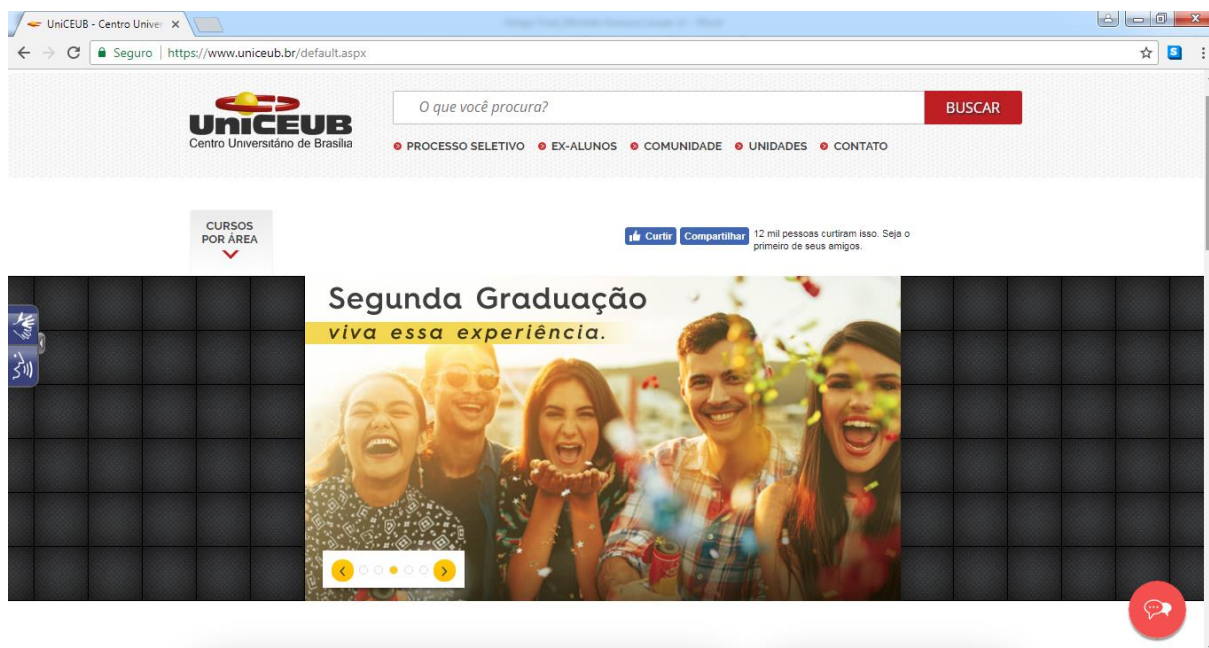 UniCEUB - Centro Univer
Seguro | https://www.uniceub.br/default.aspx
UniCEUB
Centro Universitário de Brasília
O que você procura?
BUSCAR
PROCESSO SELETIVO EX-ALUNOS COMUNIDADE UNIDADES CONTATO
CURSOS
POR ÁREA
Curtir Compartilhar 12 mil pessoas curtiram isso. Seja o
primeiro de seus amigos.
Segunda Graduação
viva essa experiência.